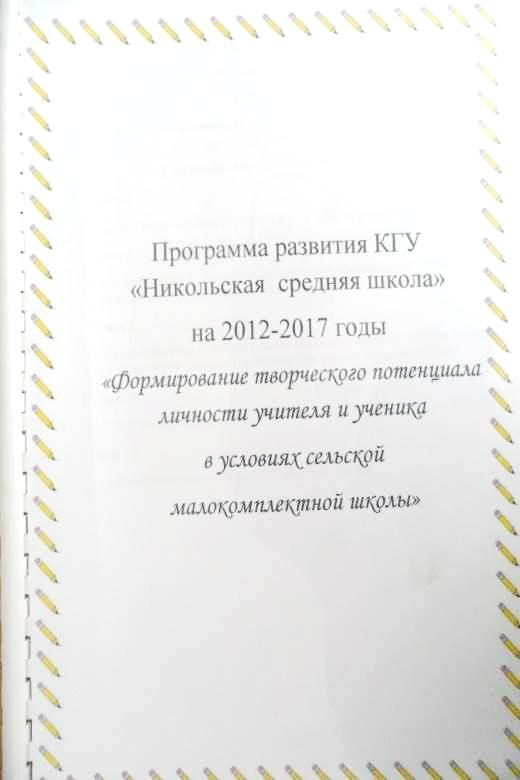 Программа развития КГУ
«Никольская средняя школа»
на 2012-2017 годы
«Формирование творческого потенциала
личности учителя и ученика
в условиях сельской
малокомплектной школы»